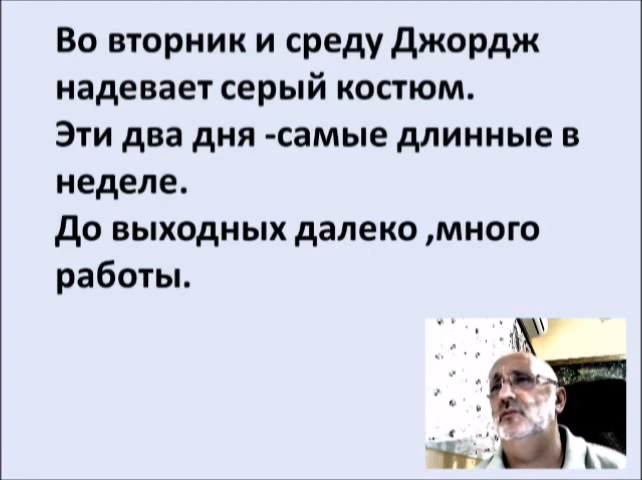 Во вторник и среду Джордж
надевает серый костюм.
Эти два дня -самые длинные в
неделе.
До выходных далеко ,много
работы.